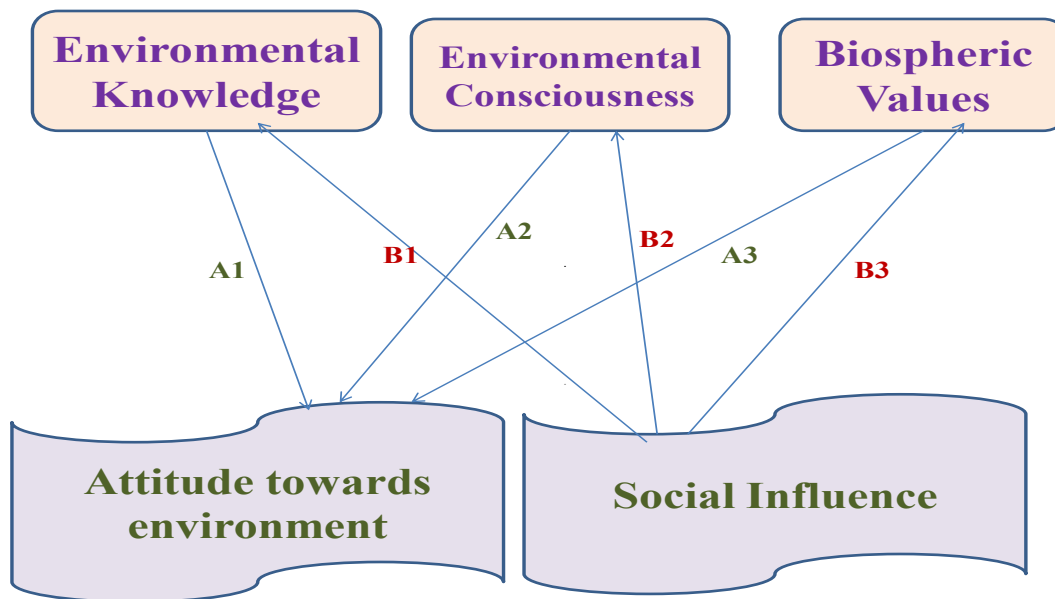 Environmental
Knowledge
Environmental
Consciousness
Biospheric
Values
A1
B1
A2
B2
A3
B3
Attitude towards
environment
Social Influence